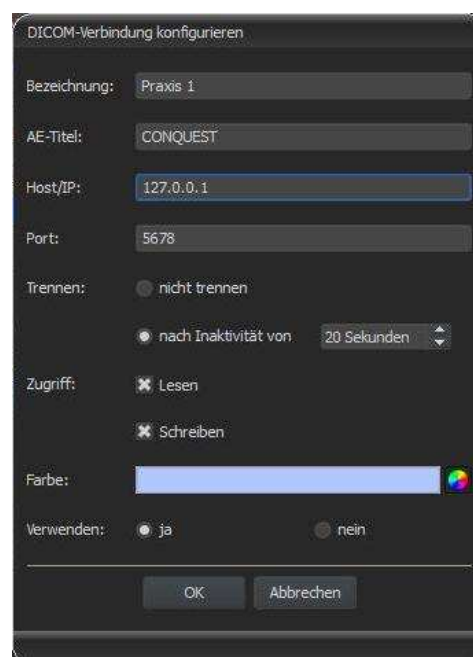 DICOM-Verbindung konfigurieren
Bezeichnung: Praxis 1
AE-Titel: CONQUEST
Host/IP: 127.0.0.1
Port: 5678
Trennen: nicht trennen
nach Inaktivität von 20 Sekunden
Zugriff: Lesen
Schreiben
Farbe:
Verwenden: ja nein
OK Abbrechen